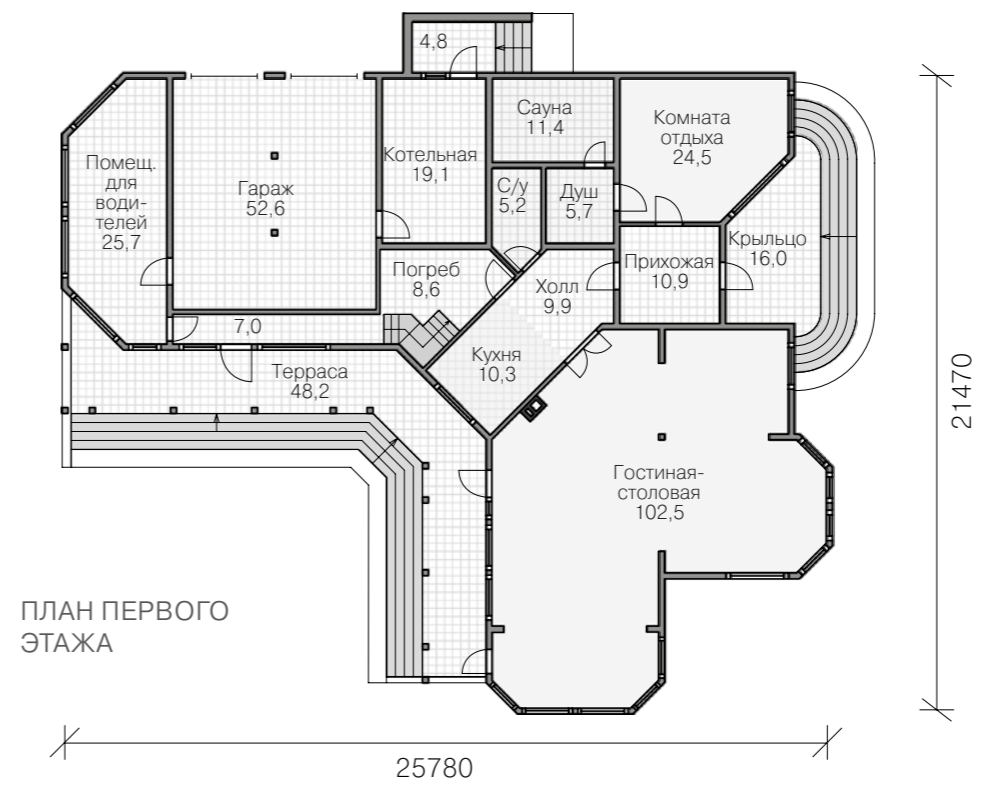 4,8
Сауна
11,4
Комната
отдыха
24,5
Помещ.
для
води-
телей
25,7
Гараж
52,6
Котельная
19,1
С/у
5,2
Душ
5,7
Крыльцо
16,0
Погреб
8,6
Холл
9,9
Прихожая
10,9
7,0
Терраса
48,2
Кухня
10,3
Гостиная-
столовая
102,5
21470
ПЛАН ПЕРВОГО
ЭТАЖА
25780